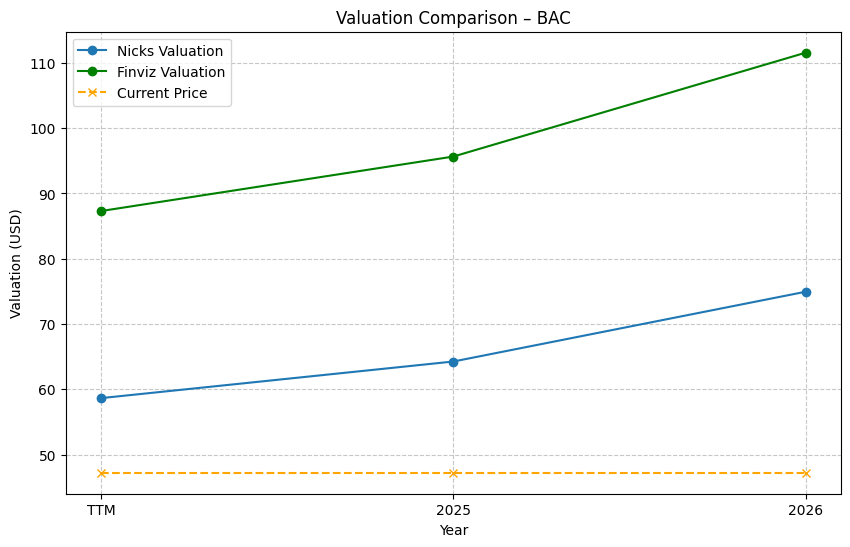 Valuation Comparison – BAC
Nicks Valuation
Finviz Valuation
Current Price
Valuation (USD)
110
100
90
80
70
60
50
TTM
2025
2026
Year